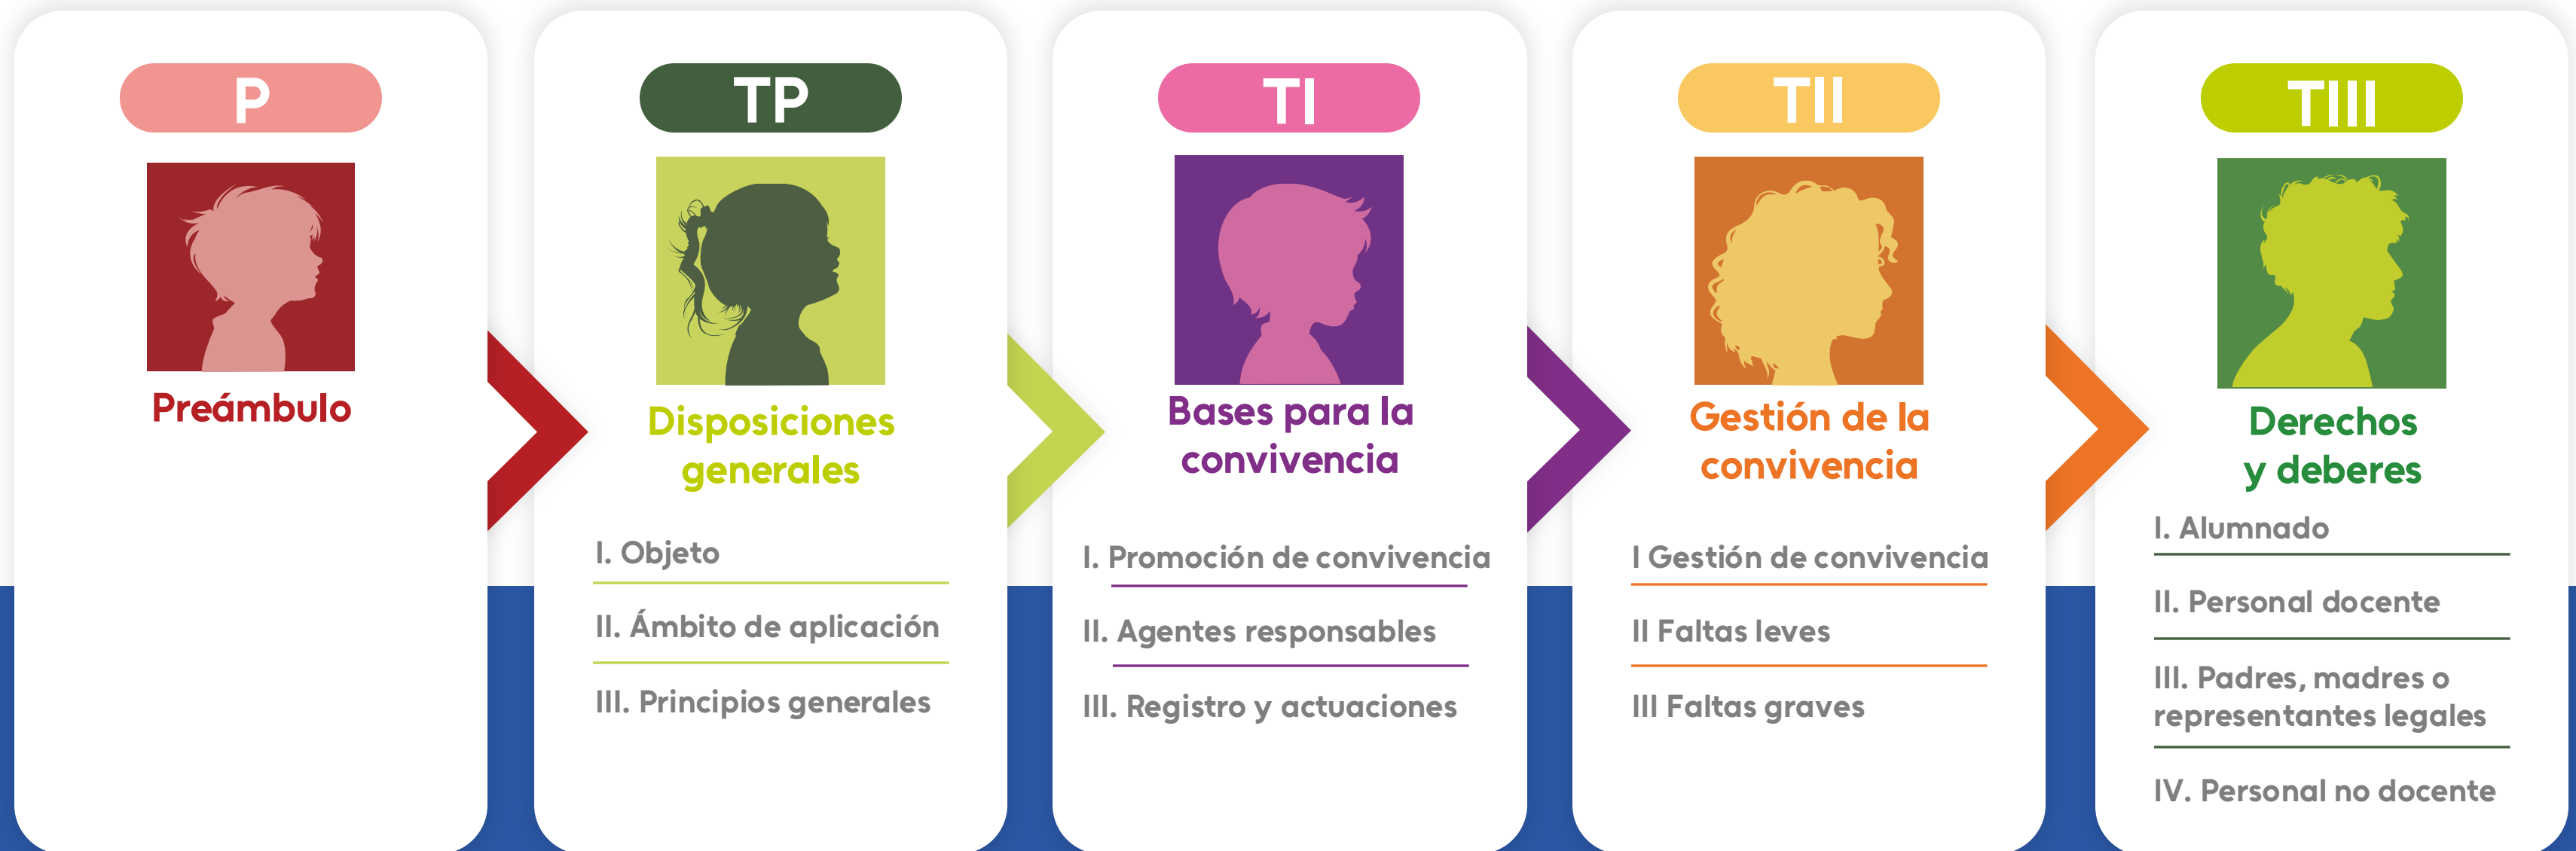 P
Preámbulo
TP
Disposiciones
generales
I. Objeto
II. Ámbito de aplicación
III. Principios generales
TI
Bases para la
convivencia
I. Promoción de convivencia
II. Agentes responsables
III. Registro y actuaciones
TII
Gestión de la
convivencia
I Gestión de convivencia
II Faltas leves
III Faltas graves
TIII
Derechos
y deberes
I. Alumnado
II. Personal docente
III. Padres, madres o
representantes legales
IV. Personal no docente